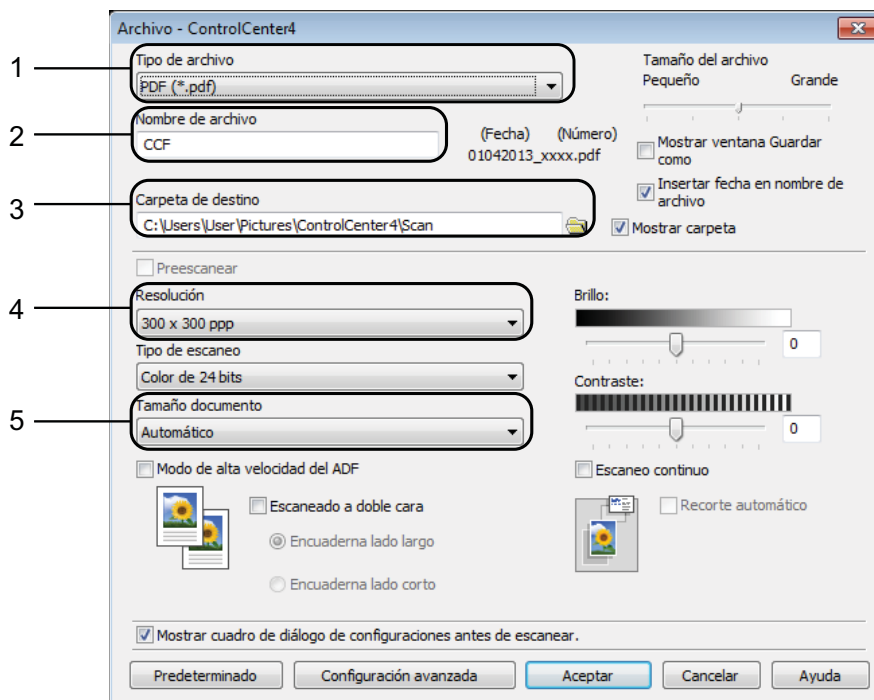 Archivo - ControlCenter4
1
Tipo de archivo
PDF (*.pdf)
Tamaño del archivo
Pequeño Grande
2
Nombre de archivo
CCF
(Fecha) (Número)
01042013_xxxx.pdf
Mostrar ventana Guardar
como
Insertar fecha en nombre de
archivo
3
Carpeta de destino
C:\Users\User\Pictures\ControlCenter4\Scan
Mostrar carpeta
Preescanear
4
Resolución
300 x 300 ppp
Brillo:
0
Tipo de escaneo
Color de 24 bits
Contraste:
0
5
Tamaño documento
Automático
Modo de alta velocidad del ADF
Escaneo continuo
Escaneado a doble cara
Recorte automático
Encuaderna lado largo
Encuaderna lado corto
Mostrar cuadro de diálogo de configuraciones antes de escanear.
Predeterminado Configuración avanzada Aceptar Cancelar Ayuda